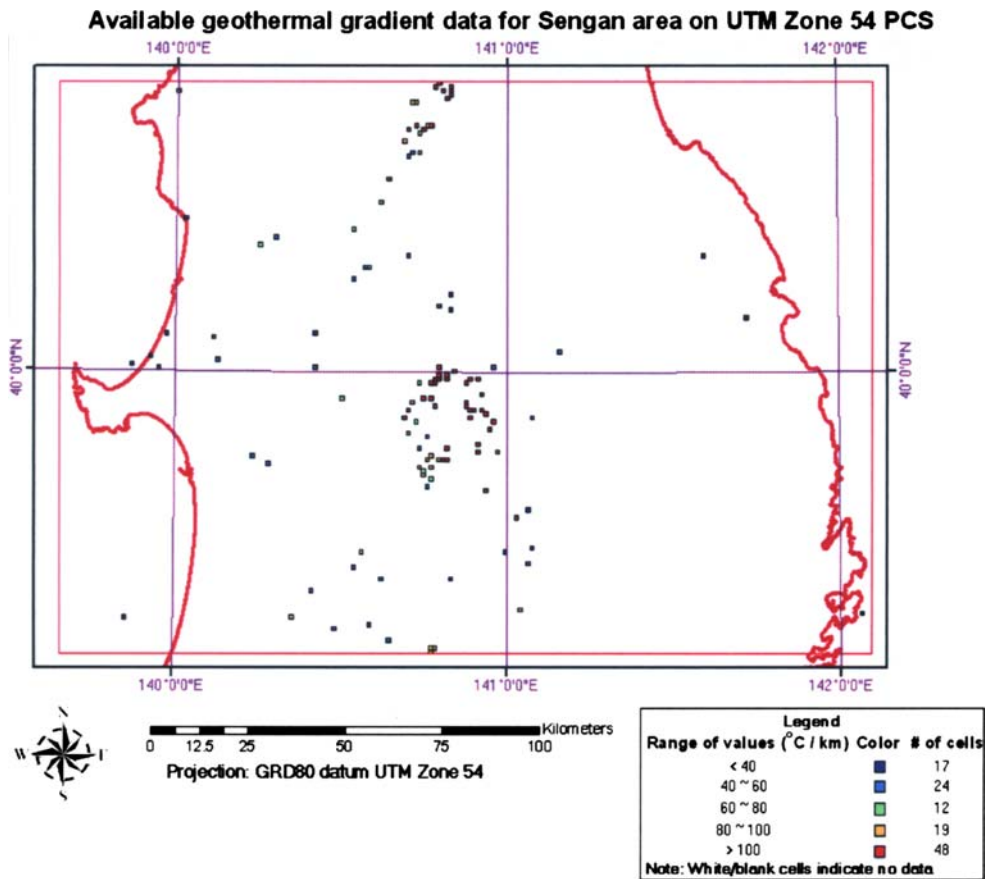 Available geothermal gradient data for Sengan area on UTM Zone 54 PCS
140°0'0"E 141°0'0"E 142°0'0"E
40°0'0"N 40°0'0"N
140°0'0"E 141°0'0"E 142°0'0"E
N
W E
S
0 12.5 25 50 75 100 Kilometers
Projection: GRD80 datum UTM Zone 54
Legend
Range of values (°C / km) Color # of cells
< 40 17
40 ~ 60 24
60 ~ 80 12
80 ~ 100 19
> 100 48
Note: White/blank cells indicate no data